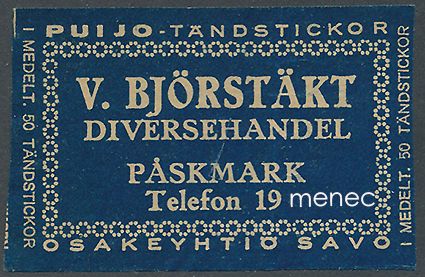 PUIJO-TÄNDSTICKOR
I MEDELT. 50 TÄNDSTICKOR
V. BJÖRSTÄKT
DIVERSEHANDEL
PÅSKMARK
Telefon 19
menec
I MEDELT. 50 TÄNDSTICKOR
OSAKEYHTIÖ SAVO